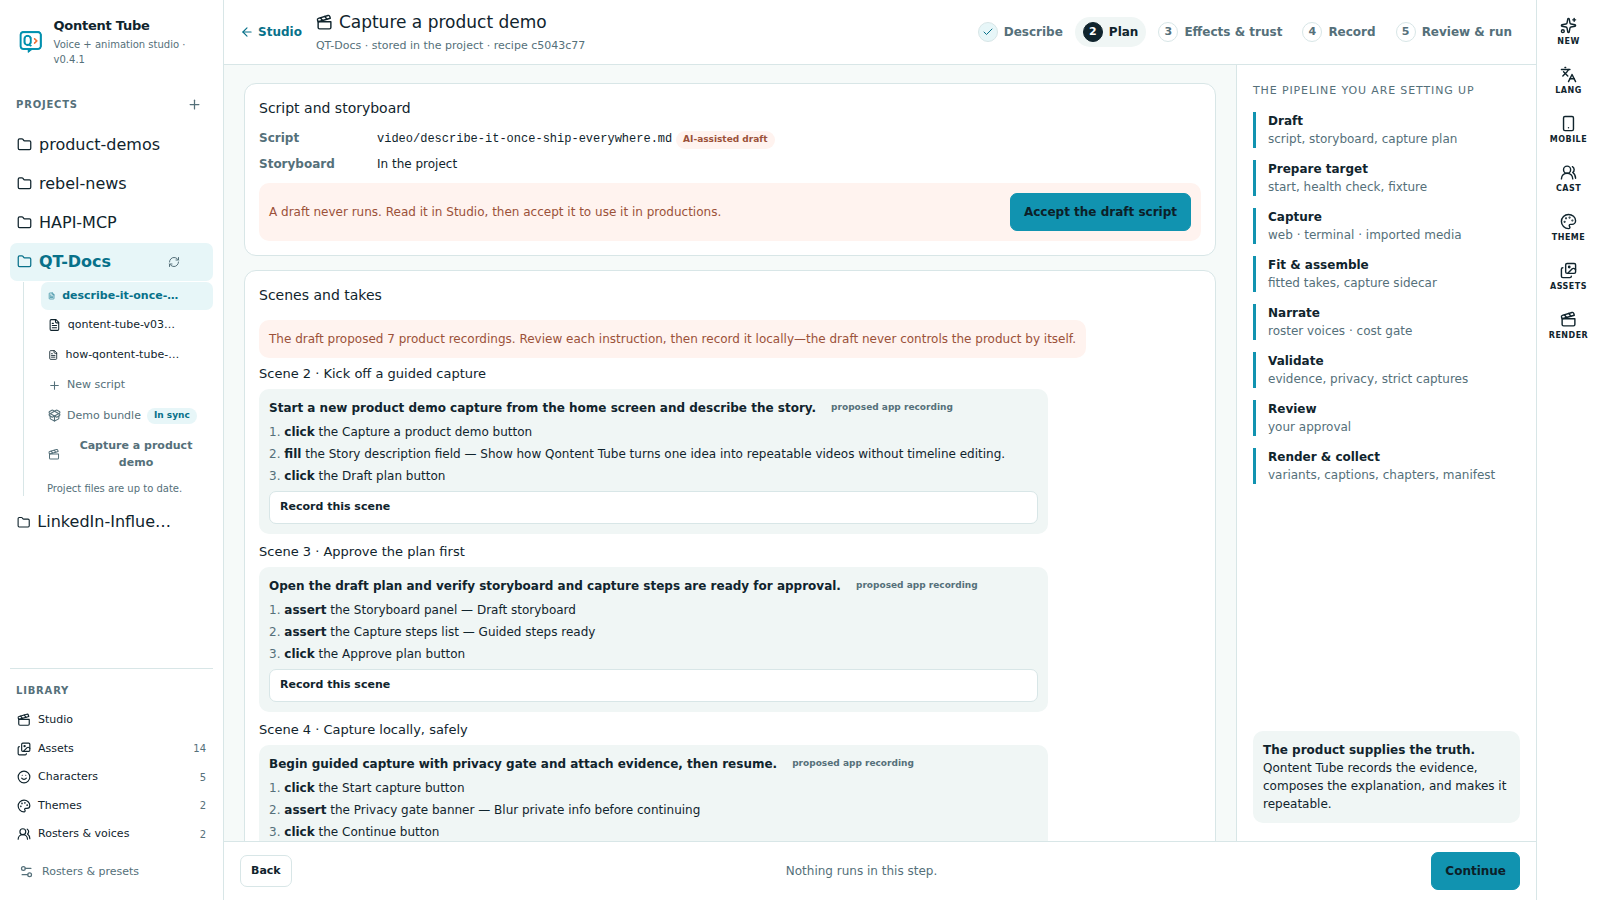 Qontent Tube
Voice + animation studio ·
v0.4.1
PROJECTS
product-demos
rebel-news
HAPI-MCP
QT-Docs
describe-it-once-...
qontent-tube-v03...
how-qontent-tube-...
New script
Demo bundle In sync
Capture a product
demo
Project files are up to date.
LinkedIn-Influe...
LIBRARY
Studio
Assets 14
Characters 5
Themes 2
Rosters & voices 2
Rosters & presets
Studio
Capture a product demo
QT-Docs · stored in the project · recipe c5043c77
Describe
2 Plan
3 Effects & trust
4 Record
5 Review & run
Script and storyboard
Script video/describe-it-once-ship-everywhere.md AI-assisted draft
Storyboard In the project
A draft never runs. Read it in Studio, then accept it to use it in productions.
Accept the draft script
Scenes and takes
The draft proposed 7 product recordings. Review each instruction, then record it locally—the draft never controls the product by itself.
Scene 2 · Kick off a guided capture
Start a new product demo capture from the home screen and describe the story. proposed app recording
1. click the Capture a product demo button
2. fill the Story description field — Show how Qontent Tube turns one idea into repeatable videos without timeline editing.
3. click the Draft plan button
Record this scene
Scene 3 · Approve the plan first
Open the draft plan and verify storyboard and capture steps are ready for approval. proposed app recording
1. assert the Storyboard panel — Draft storyboard
2. assert the Capture steps list — Guided steps ready
3. click the Approve plan button
Record this scene
Scene 4 · Capture locally, safely
Begin guided capture with privacy gate and attach evidence, then resume. proposed app recording
1. click the Start capture button
2. assert the Privacy gate banner — Blur private info before continuing
3. click the Continue button
Back
Nothing runs in this step.
Continue
THE PIPELINE YOU ARE SETTING UP
Draft
script, storyboard, capture plan
Prepare target
start, health check, fixture
Capture
web · terminal · imported media
Fit & assemble
fitted takes, capture sidecar
Narrate
roster voices · cost gate
Validate
evidence, privacy, strict captures
Review
your approval
Render & collect
variants, captions, chapters, manifest
The product supplies the truth.
Qontent Tube records the evidence,
composes the explanation, and makes it
repeatable.
NEW
LANG
MOBILE
CAST
THEME
ASSETS
RENDER